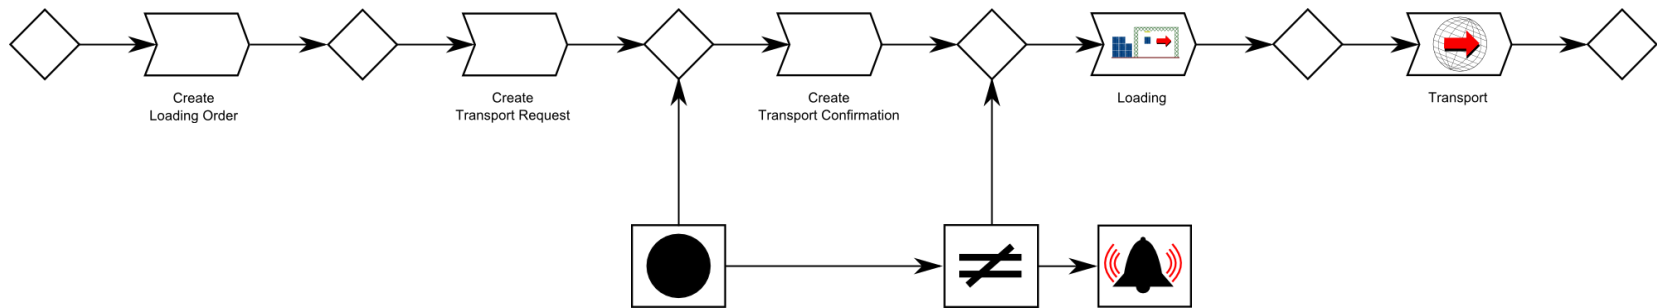 Create
Loading Order
Create
Transport Request
Create
Transport Confirmation
Loading
Transport